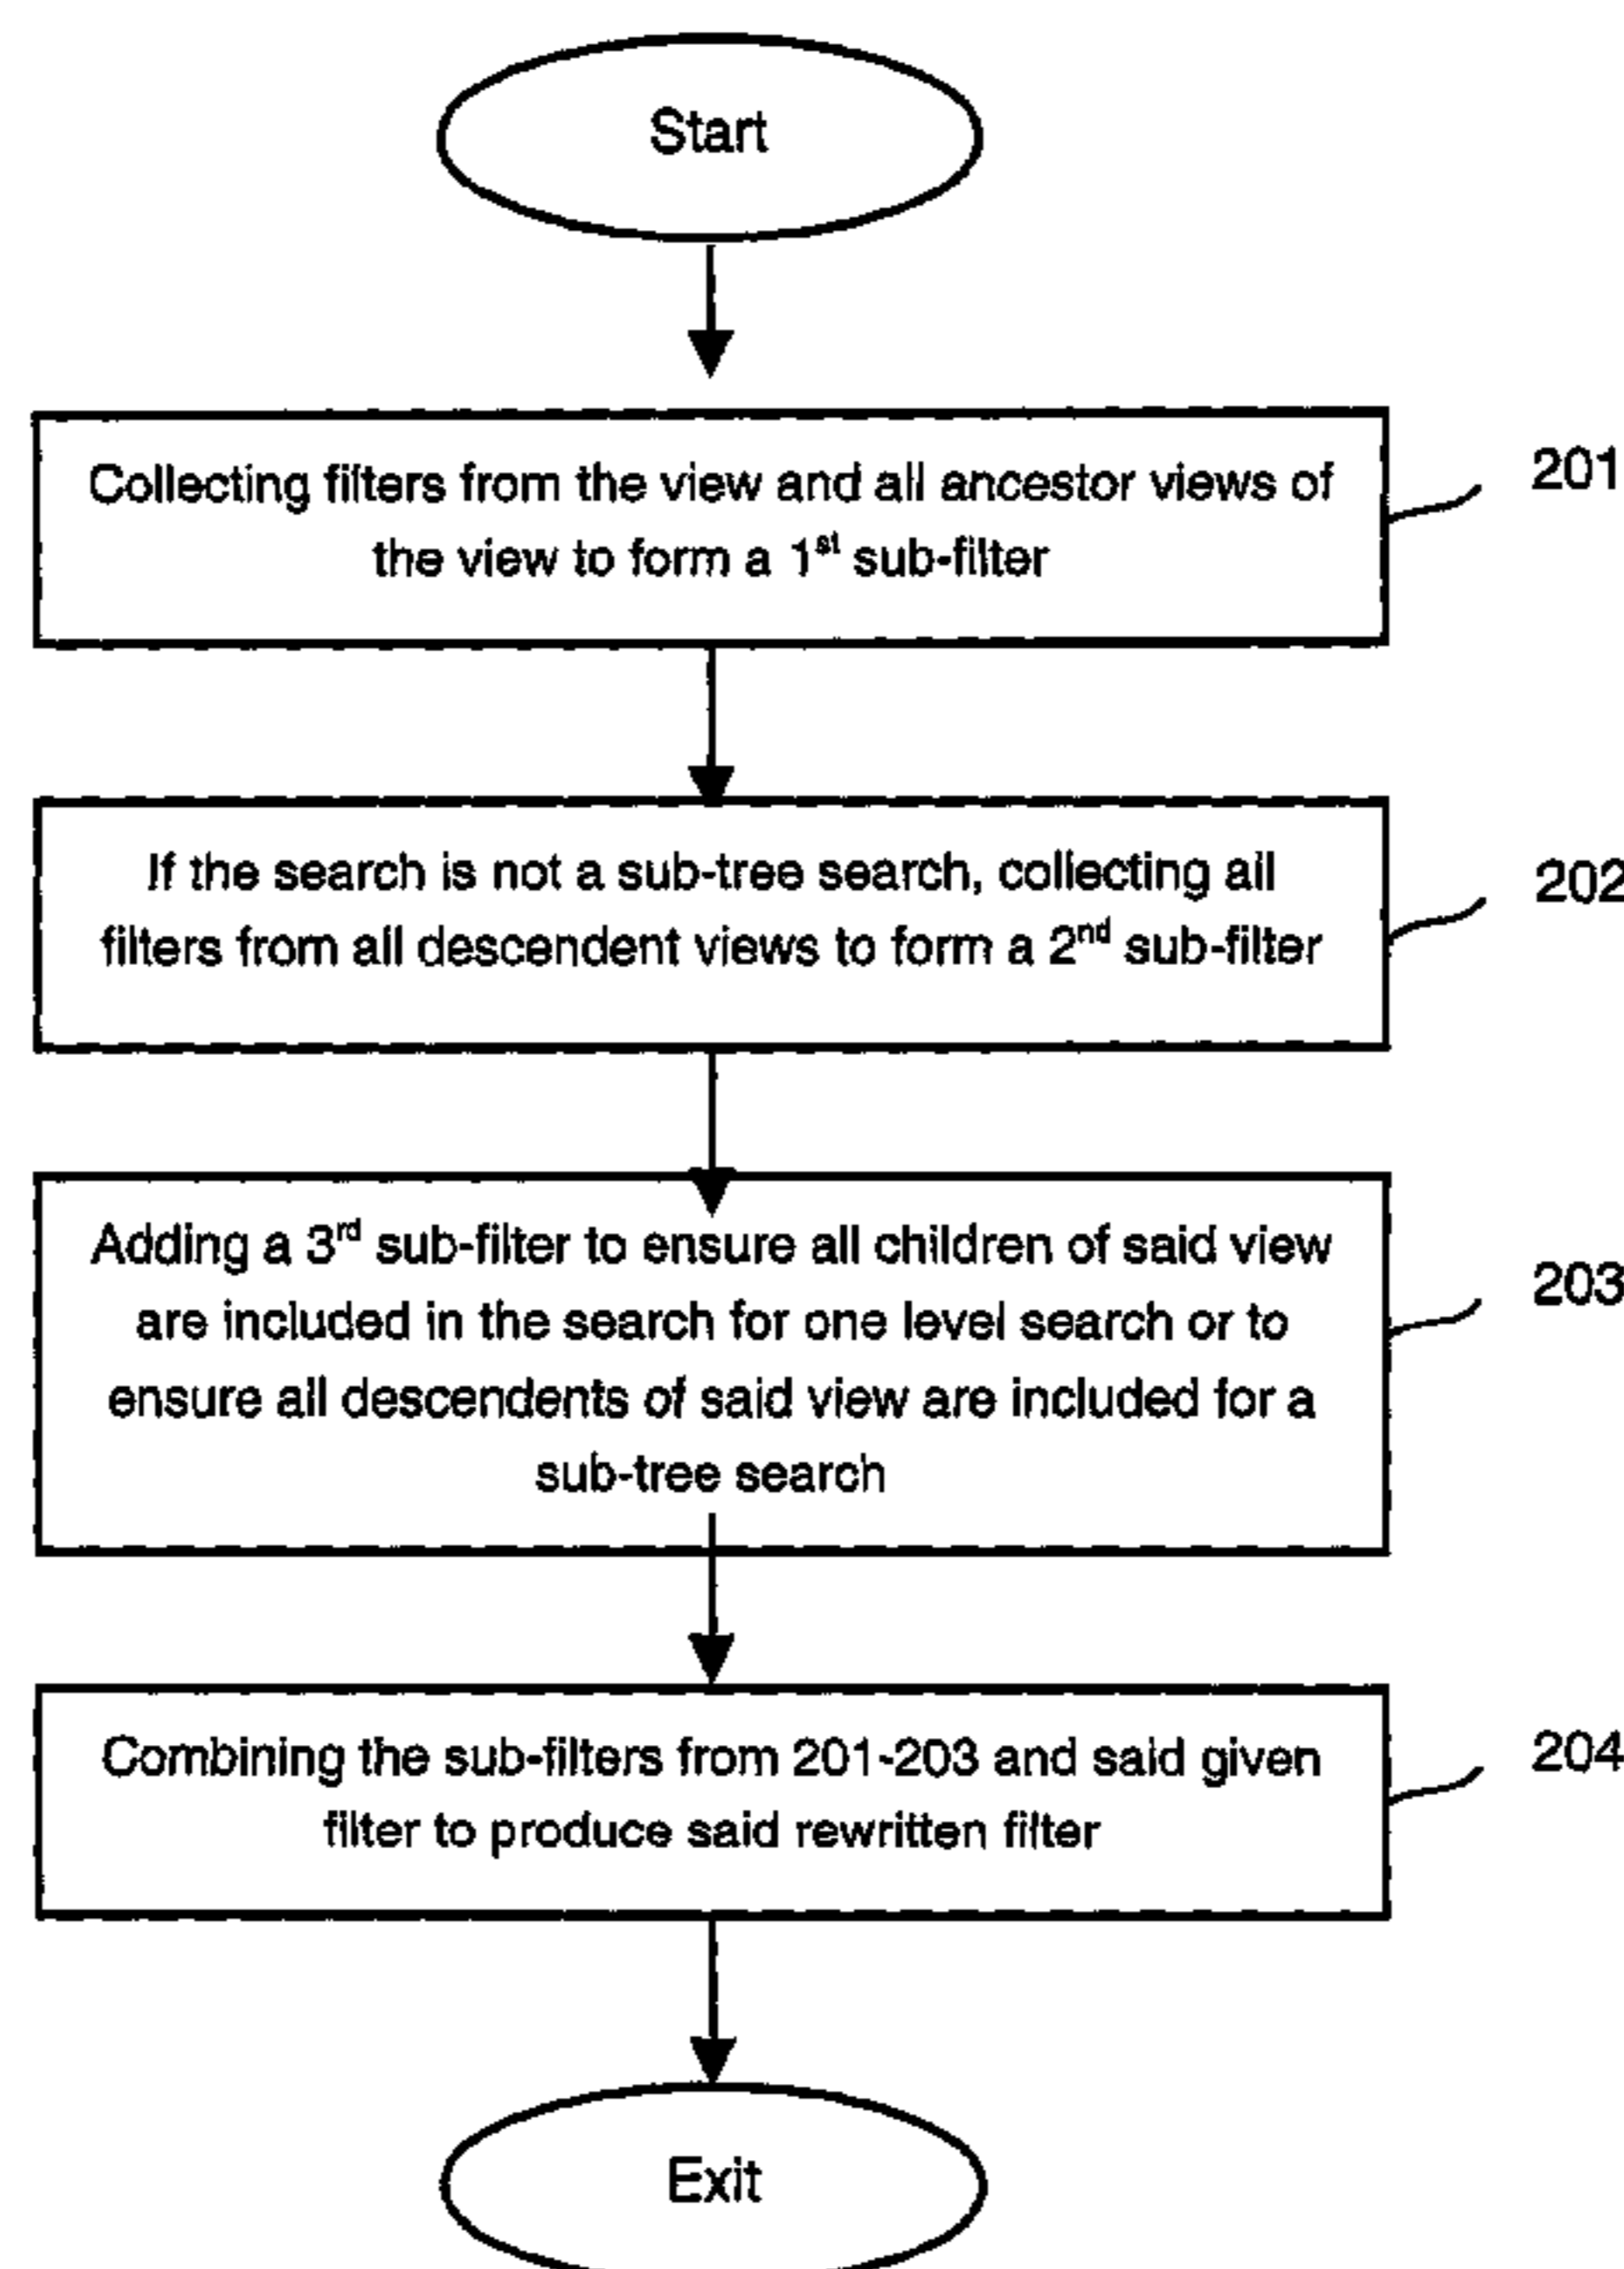 Start
Collecting filters from the view and all ancestor views of
the view to form a 1st sub-filter
201
If the search is not a sub-tree search, collecting all
filters from all descendent views to form a 2nd sub-filter
202
Adding a 3rd sub-filter to ensure all children of said view
are included in the search for one level search or to
ensure all descendents of said view are included for a
sub-tree search
203
Combining the sub-filters from 201-203 and said given
filter to produce said rewritten filter
204
Exit